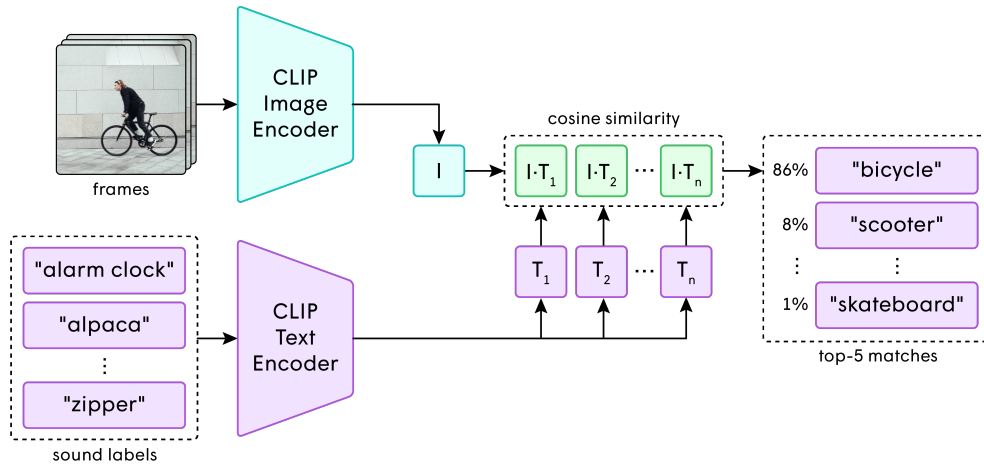 CLIP
Image
Encoder
frames
I
cosine similarity
I·T1
I·T2
...
I·Tn
86%
"bicycle"
8%
"scooter"
⋮
⋮
1%
"skateboard"
top-5 matches
"alarm clock"
"alpaca"
⋮
"zipper"
sound labels
CLIP
Text
Encoder
T1
T2
...
Tn